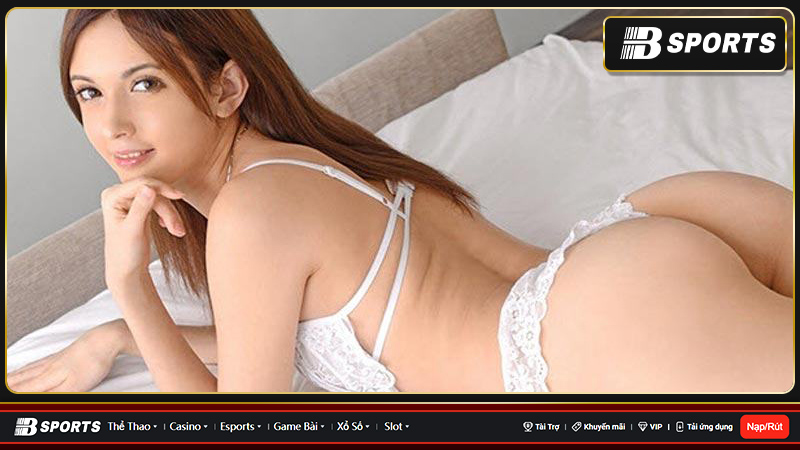 B SPORTS
B SPORTS Thể Thao Casino Esports Game Bài Xổ Số Slot Tài Trợ Khuyến mãi VIP Tải ứng dụng Nạp/Rút